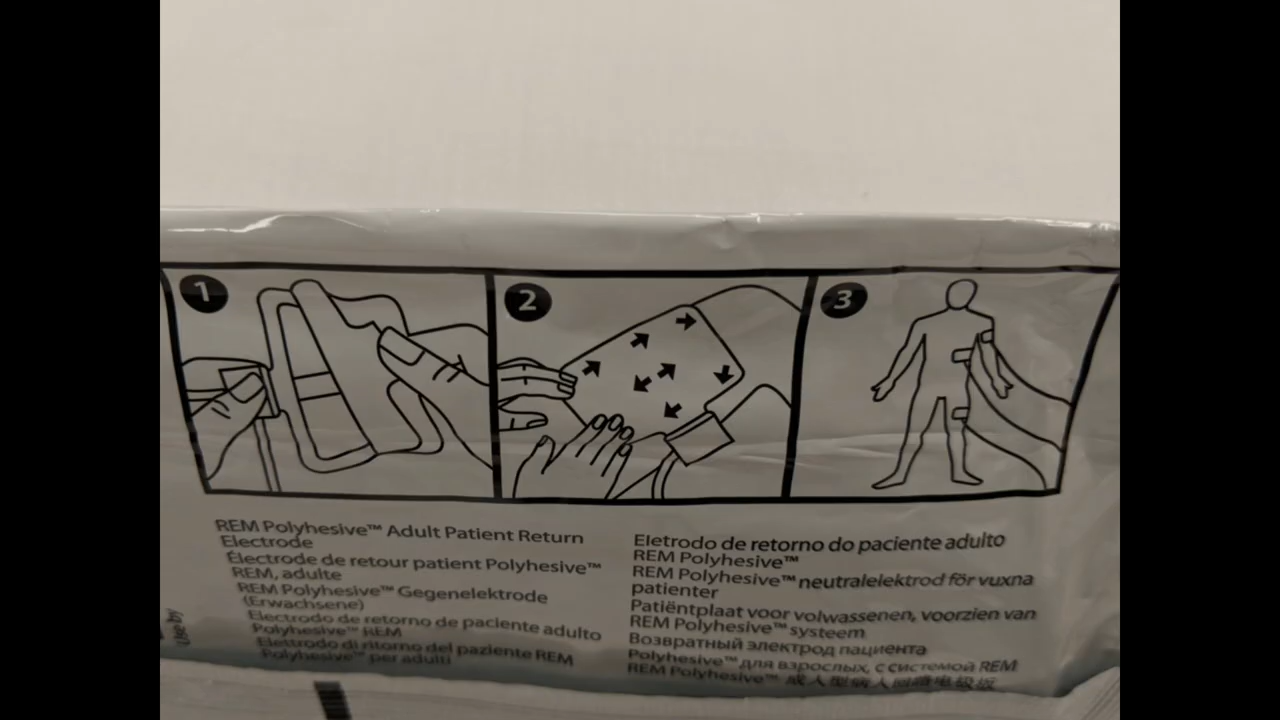 1
2
3
REM Polyhesive™ Adult Patient Return
Electrode
Électrode de retour patient Polyhesive™
REM, adulte
REM Polyhesive™ Gegenelektrode
(Erwachsene)
Electrodo de retorno de paciente adulto
Polyhesive™ REM
Elettrodo di ritorno del paziente REM
Polyhesive™ per adulti
Eletrodo de retorno do paciente adulto
REM Polyhesive™
REM Polyhesive™ neutralelektrod för vuxna
patienter
Patiëntplaat voor volwassenen, voorzien van
REM Polyhesive™ systeem
Возвратный электрод пациента
Polyhesive™ для взрослых, с системой REM
REM Polyhesive™ 成人型病人回路电极板
Use by